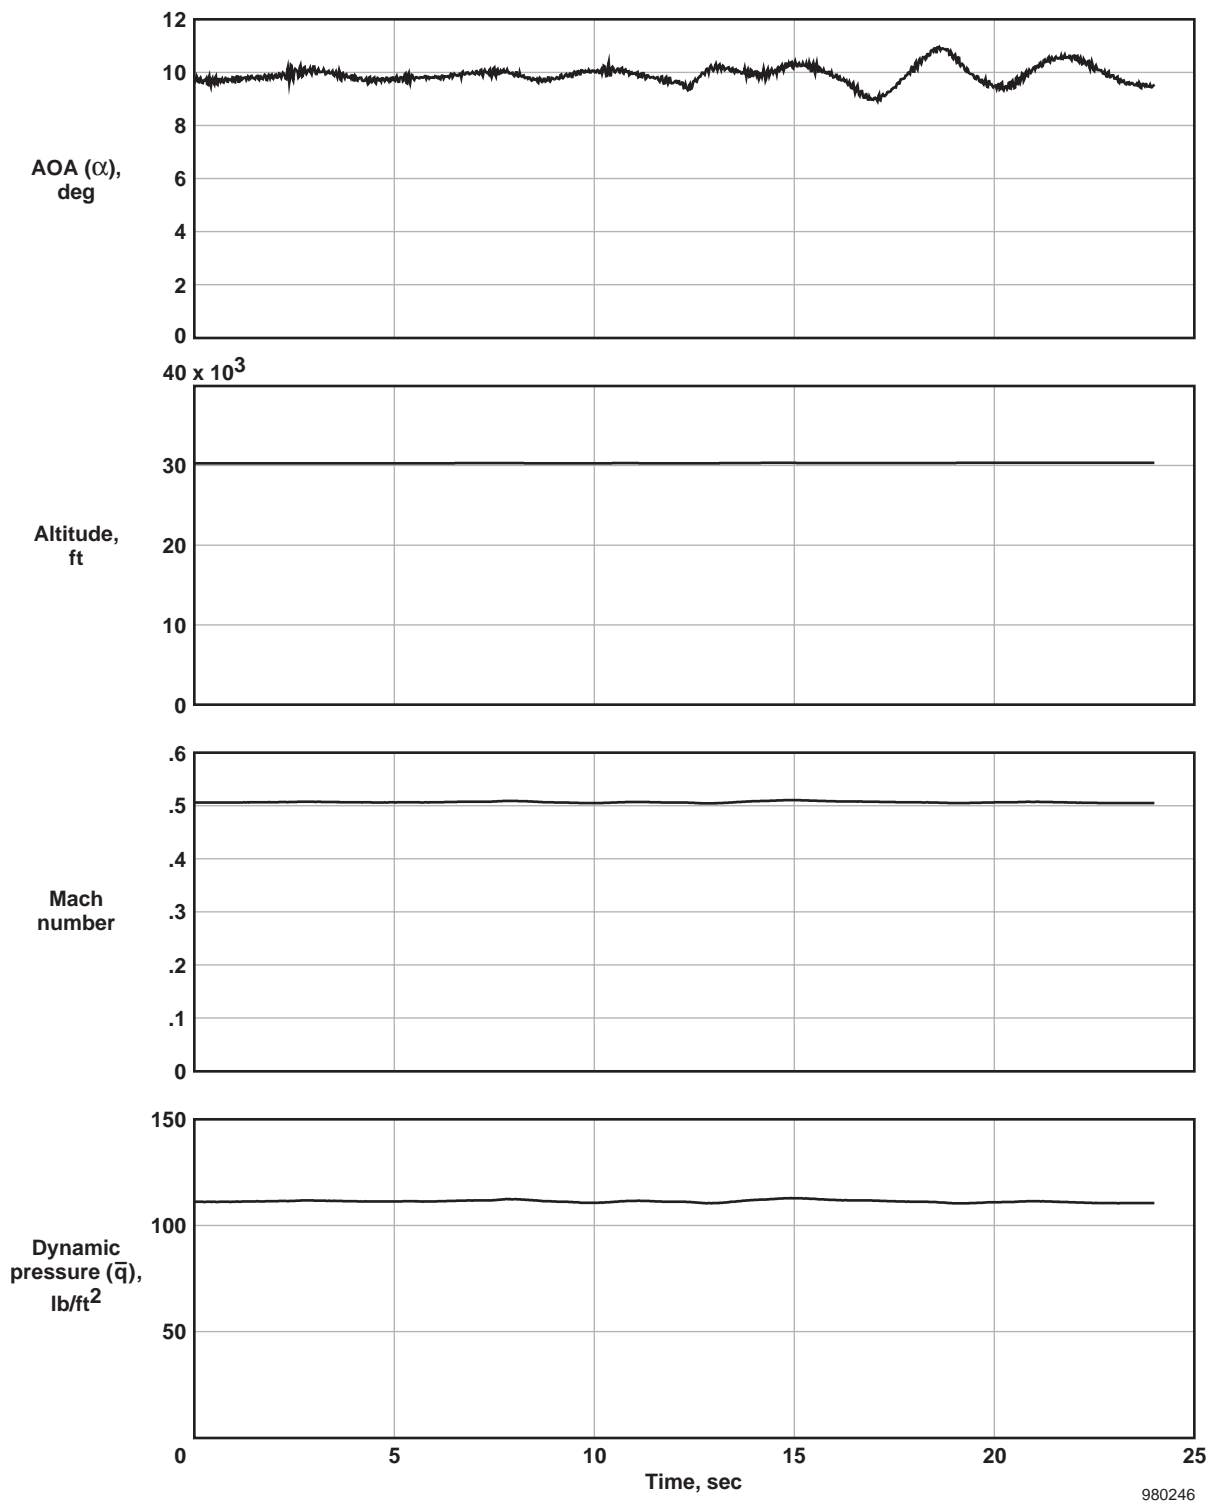 12
10
8
6
4
2
0
AOA (α),
deg
40 x 10³
30
20
10
0
Altitude,
ft
.6
.5
.4
.3
.2
.1
0
Mach
number
150
100
50
0
Dynamic
pressure (q̅),
lb/ft²
5 10 15 20 25
Time, sec
980246